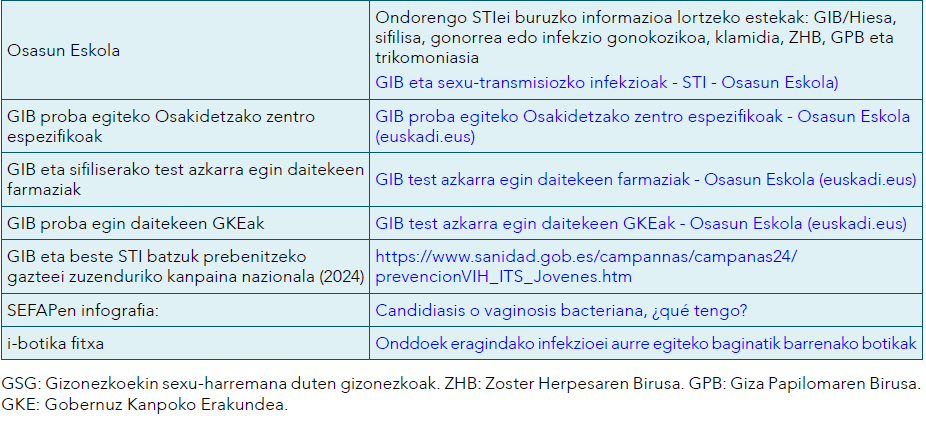 Osasun Eskola
Ondorengo STIei buruzko informazioa lortzeko estekak: GIB/Hiesa,
sifilisa, gonorrea edo infekzio gonokozikoa, klamidia, ZHB, GPB eta
trikomoniasia
GIB eta sexu-transmisiozko infekzioak - STI - Osasun Eskola)
GIB proba egiteko Osakidetzako zentro
espezifikoak
GIB proba egiteko Osakidetzako zentro espezifikoak - Osasun Eskola
(euskadi.eus)
GIB eta sifiliserako test azkarra egin daitekeen
farmaziak
GIB test azkarra egin daitekeen farmaziak - Osasun Eskola (euskadi.eus)
GIB proba egin daitekeen GKEak
GIB test azkarra egin daitekeen GKEak - Osasun Eskola (euskadi.eus)
GIB eta beste STI batzuk prebenitzeko
gazteei zuzenduriko kanpaina nazionala (2024)
https://www.sanidad.gob.es/campannas/campanas24/
prevencionVIH_ITS_Jovenes.htm
SEFAPen infografia:
Candidiasis o vaginosis bacteriana, ¿qué tengo?
i-botika fitxa
Onddoek eragindako infekzioei aurre egiteko baginatik barrenako botikak
GSG: Gizonezkoekin sexu-harremana duten gizonezkoak. ZHB: Zoster Herpesaren Birusa. GPB: Giza Papilomaren Birusa.
GKE: Gobernuz Kanpoko Erakundea.